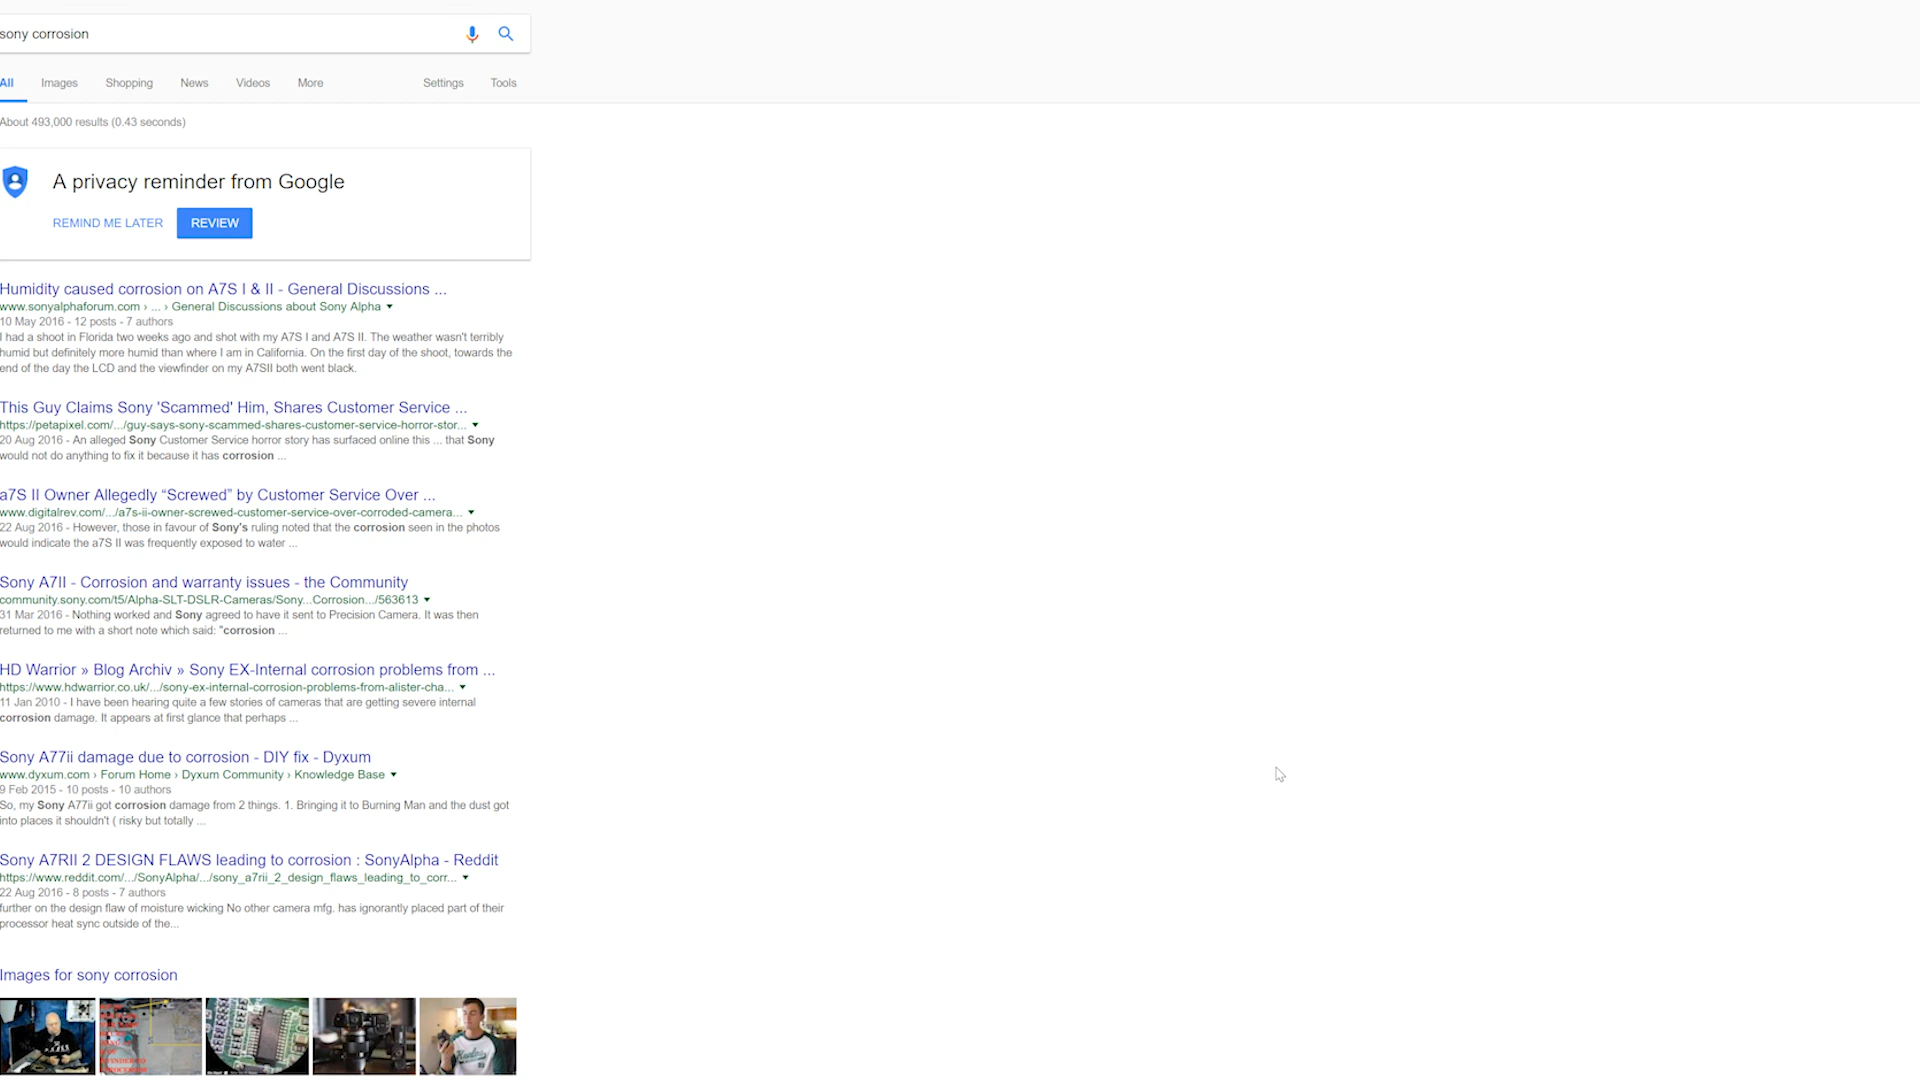 sony corrosion
All Images Shopping News Videos More Settings Tools
About 493,000 results (0.43 seconds)
A privacy reminder from Google
REMIND ME LATER REVIEW
Humidity caused corrosion on A7S I & II - General Discussions ...
www.sonyalphaforum.com › ... › General Discussions about Sony Alpha
10 May 2016 - 12 posts - 7 authors
I had a shoot in Florida two weeks ago and shot with my A7S I and A7S II. The weather wasn't terribly
humid but definitely more humid than where I am in California. On the first day of the shoot, towards the
end of the day the LCD and the viewfinder on my A7SII both went black.
This Guy Claims Sony 'Scammed' Him, Shares Customer Service ...
https://petapixel.com/.../guy-says-sony-scammed-shares-customer-service-horror-stor...
20 Aug 2016 - An alleged Sony Customer Service horror story has surfaced online this ... that Sony
would not do anything to fix it because it has corrosion ...
a7S II Owner Allegedly “Screwed” by Customer Service Over ...
www.digitalrev.com/.../a7s-ii-owner-screwed-customer-service-over-corroded-camera...
22 Aug 2016 - However, those in favour of Sony's ruling noted that the corrosion seen in the photos
would indicate the a7S II was frequently exposed to water ...
Sony A7II - Corrosion and warranty issues - the Community
community.sony.com/t5/Alpha-SLT-DSLR-Cameras/Sony...Corrosion.../563613
31 Mar 2016 - Nothing worked and Sony agreed to have it sent to Precision Camera. It was then
returned to me with a short note which said: "corrosion ...
HD Warrior » Blog Archiv » Sony EX-Internal corrosion problems from ...
https://www.hdwarrior.co.uk/.../sony-ex-internal-corrosion-problems-from-alister-cha...
11 Jan 2010 - I have been hearing quite a few stories of cameras that are getting severe internal
corrosion damage. It appears at first glance that perhaps ...
Sony A77ii damage due to corrosion - DIY fix - Dyxum
www.dyxum.com › Forum Home › Dyxum Community › Knowledge Base
9 Feb 2015 - 10 posts - 10 authors
So, my Sony A77ii got corrosion damage from 2 things. 1. Bringing it to Burning Man and the dust got
into places it shouldn't ( risky but totally ...
Sony A7RII 2 DESIGN FLAWS leading to corrosion : SonyAlpha - Reddit
https://www.reddit.com/.../SonyAlpha/.../sony_a7rii_2_design_flaws_leading_to_corr...
22 Aug 2016 - 8 posts - 7 authors
further on the design flaw of moisture wicking No other camera mfg. has ignorantly placed part of their
processor heat sync outside of the...
Images for sony corrosion